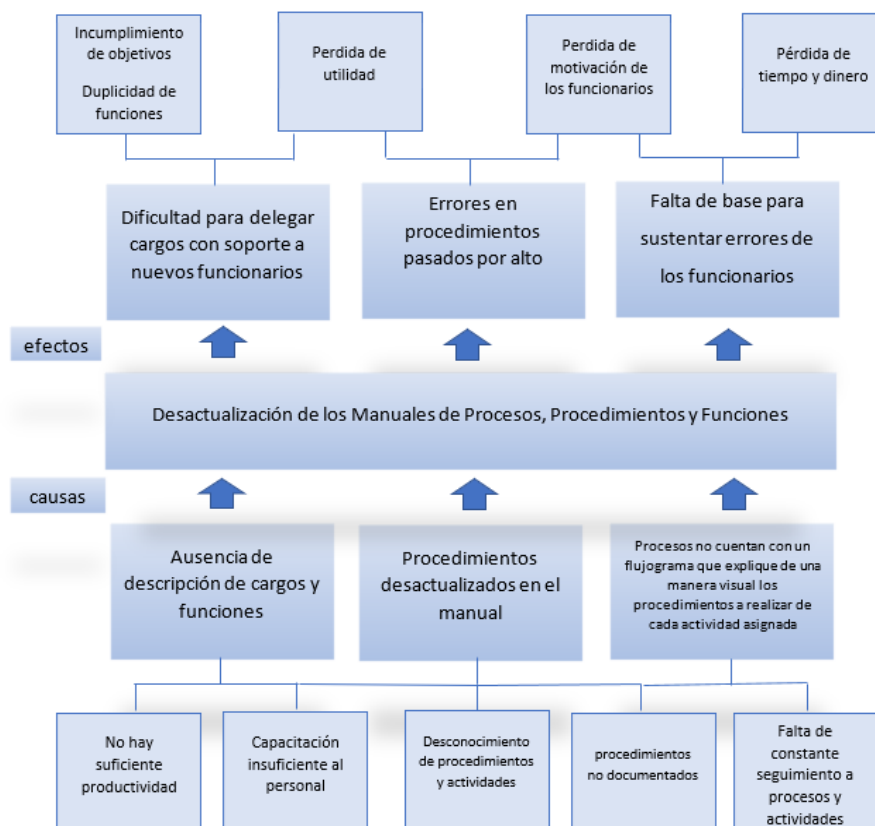 Incumplimiento
de objetivos
Duplicidad de
funciones
Perdida de
utilidad
Perdida de
motivación de
los funcionarios
Pérdida de
tiempo y dinero
Dificultad para delegar
cargos con soporte a
nuevos funcionarios
Errores en
procedimientos
pasados por alto
Falta de base para
sustentar errores de
los funcionarios
efectos
Desactualización de los Manuales de Procesos, Procedimientos y Funciones
causas
Ausencia de
descripción de cargos y
funciones
Procedimientos
desactualizados en el
manual
Procesos no cuentan con un
flujograma que explique de una
manera visual los
procedimientos a realizar de
cada actividad asignada
No hay
suficiente
productividad
Capacitación
insuficiente al
personal
Desconocimiento
de procedimientos
y actividades
procedimientos
no documentados
Falta de
constante
seguimiento a
procesos y
actividades